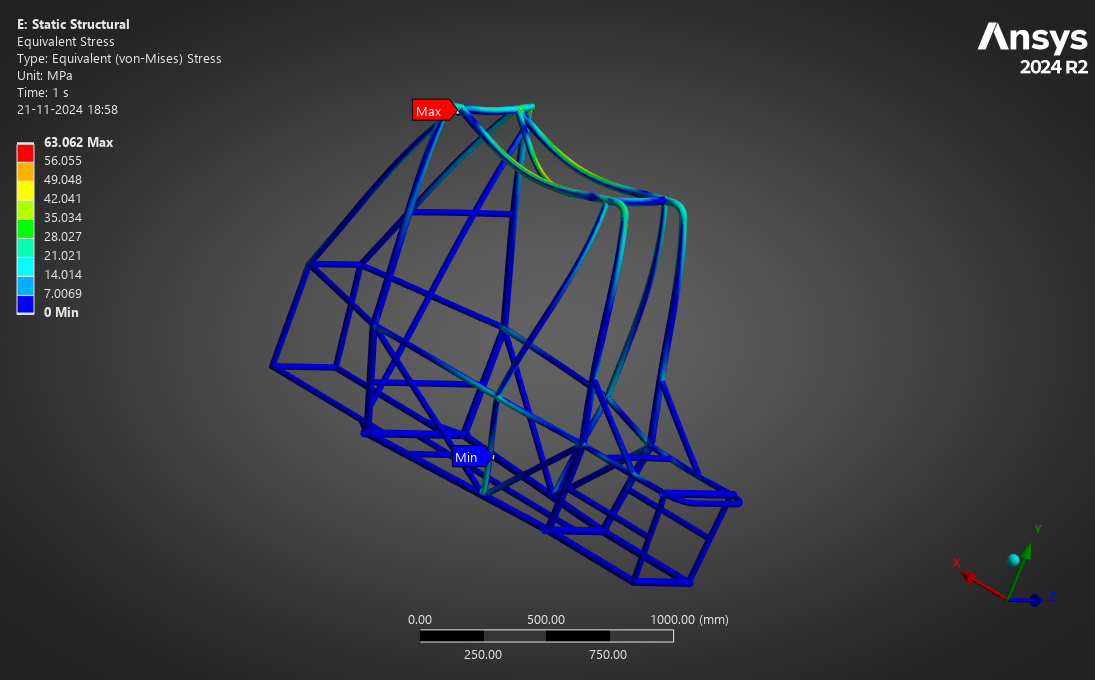 E: Static Structural
Equivalent Stress
Type: Equivalent (von-Mises) Stress
Unit: MPa
Time: 1 s
21-11-2024 18:58
63.062 Max
56.055
49.048
42.041
35.034
28.027
21.021
14.014
7.0069
0 Min
Ansys
2024 R2
Max
Min
0.00 500.00 1000.00 (mm)
250.00 750.00
Y
X
Z